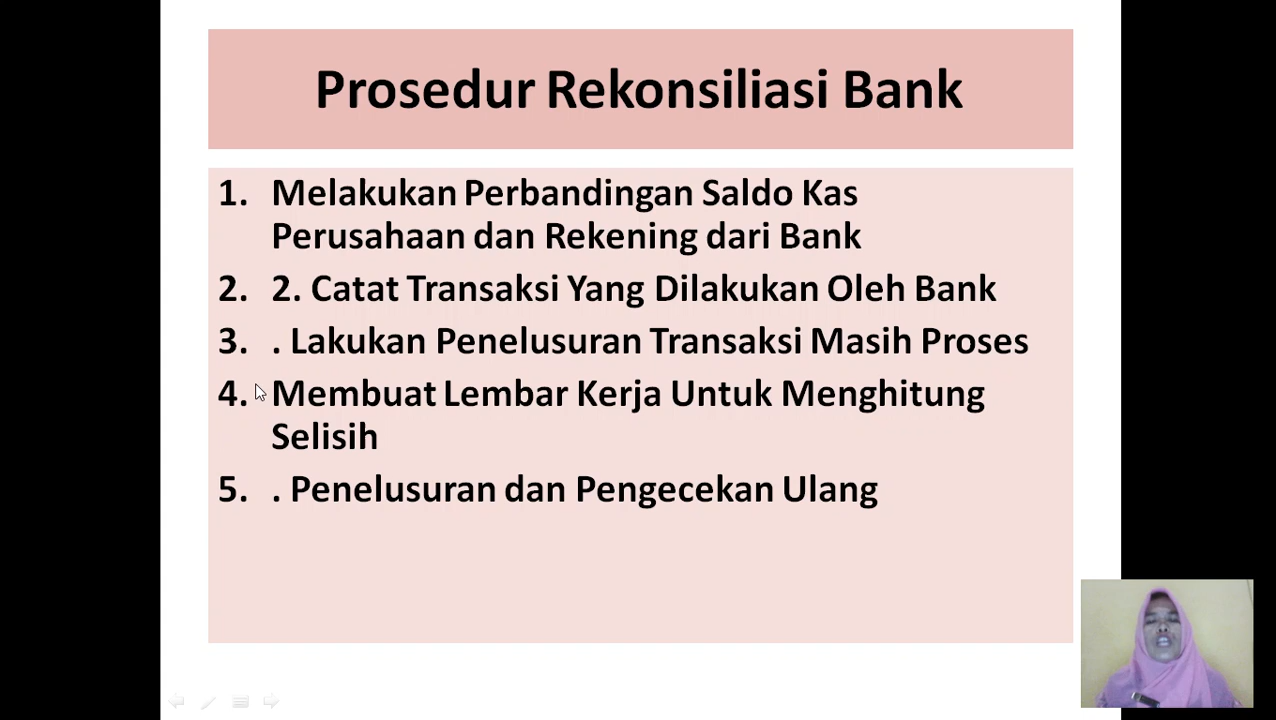 Prosedur Rekonsiliasi Bank
1. Melakukan Perbandingan Saldo Kas
Perusahaan dan Rekening dari Bank
2. 2. Catat Transaksi Yang Dilakukan Oleh Bank
3. . Lakukan Penelusuran Transaksi Masih Proses
4. Membuat Lembar Kerja Untuk Menghitung
Selisih
5. . Penelusuran dan Pengecekan Ulang